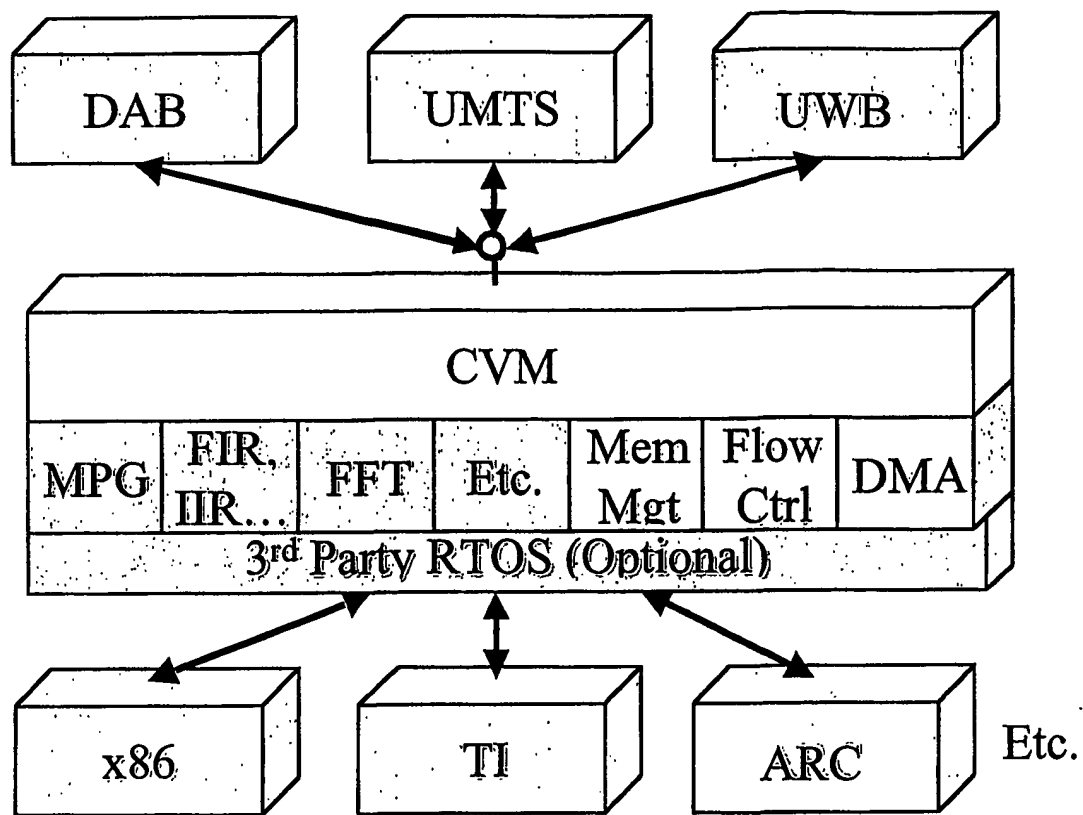 DAB
UMTS
UWB
CVM
MPG
FIR,
IIR...
FFT
Etc.
Mem
Mgt
Flow
Ctrl
DMA
3rd Party RTOS (Optional)
x86
TI
ARC
Etc.